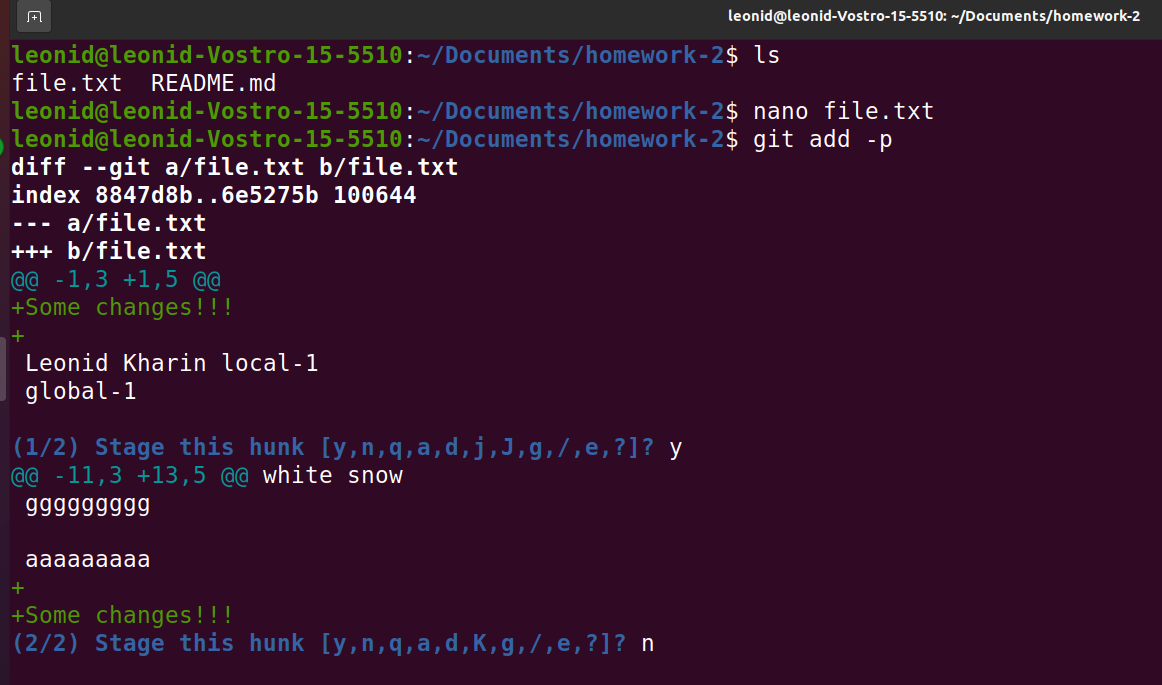 leonid@leonid-Vostro-15-5510: ~/Documents/homework-2
leonid@leonid-Vostro-15-5510:~/Documents/homework-2$ ls
file.txt  README.md
leonid@leonid-Vostro-15-5510:~/Documents/homework-2$ nano file.txt
leonid@leonid-Vostro-15-5510:~/Documents/homework-2$ git add -p
diff --git a/file.txt b/file.txt
index 8847d8b..6e5275b 100644
--- a/file.txt
+++ b/file.txt
@@ -1,3 +1,5 @@
+Some changes!!!
+
 Leonid Kharin local-1
 global-1

(1/2) Stage this hunk [y,n,q,a,d,j,J,g,/,e,?]? y
@@ -11,3 +13,5 @@ white snow
 ggggggggg

 aaaaaaaaa
+
+Some changes!!!
(2/2) Stage this hunk [y,n,q,a,d,K,g,/,e,?]? n